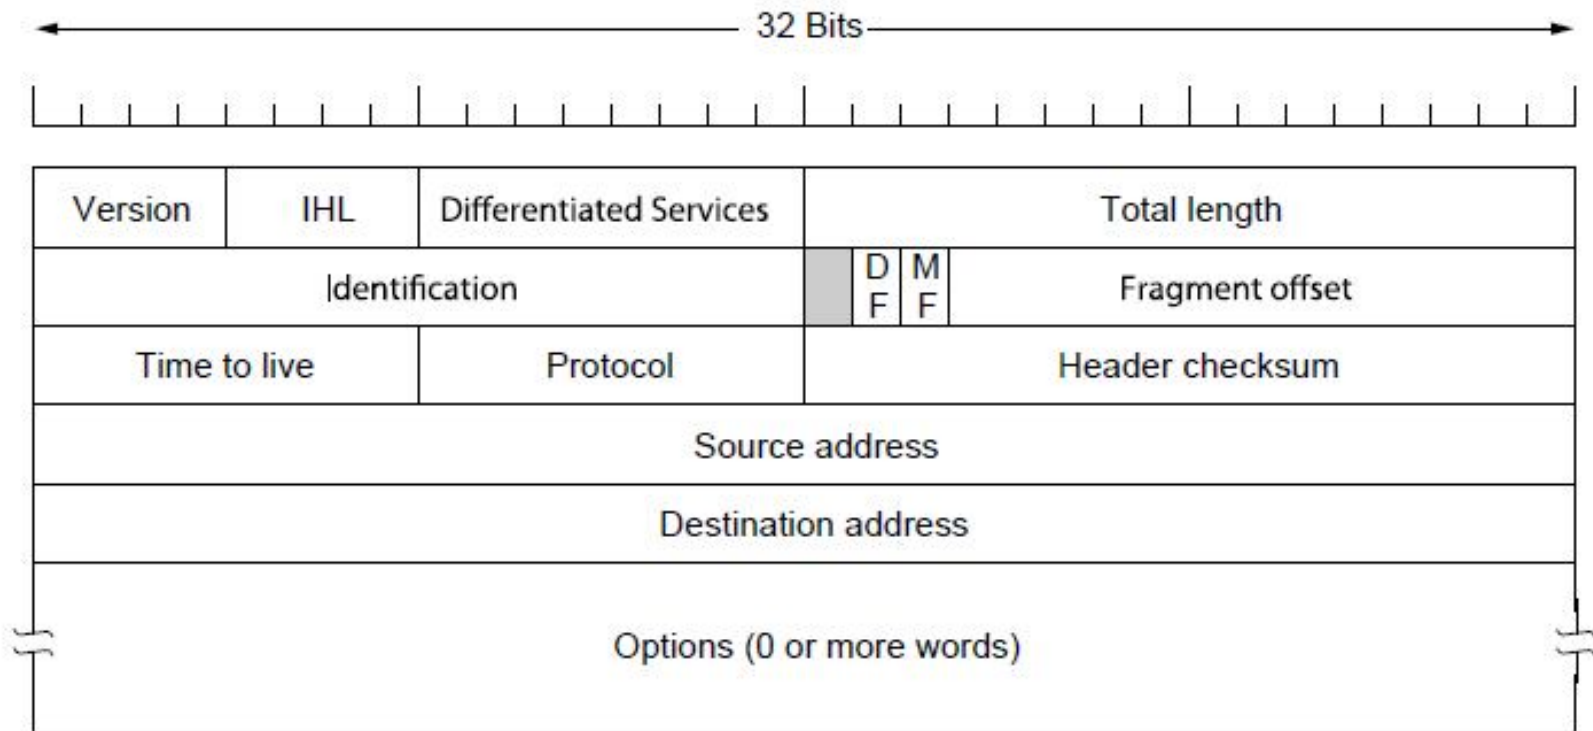 32 Bits
Version IHL Differentiated Services Total length
Identification D F M F Fragment offset
Time to live Protocol Header checksum
Source address
Destination address
Options (0 or more words)